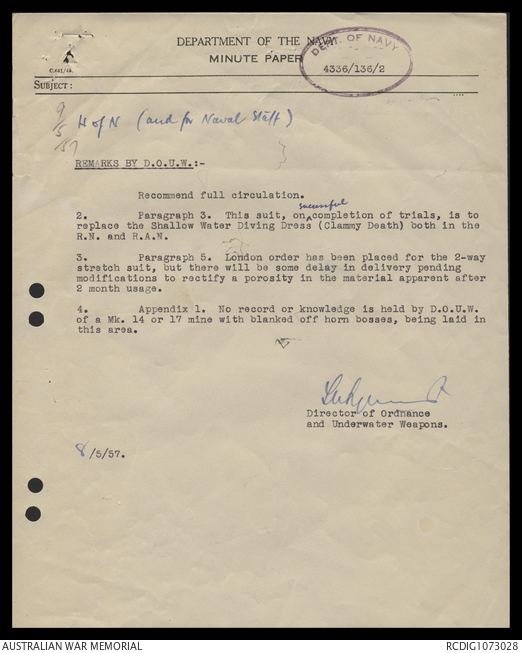 DEPARTMENT OF THE NAVY
MINUTE PAPER
DEPT. OF NAVY
4336/136/2
SUBJECT:
9/5/57
H of N (and for Naval Staff)
REMARKS BY D.O.U.W.:-
Recommend full circulation.
sucessful
2. Paragraph 3. This suit, on completion of trials, is to
replace the Shallow Water Diving Dress (Clammy Death) both in the
R.N. and R.A.N.
3. Paragraph 5. London order has been placed for the 2-way
stretch suit, but there will be some delay in delivery pending
modifications to rectify a porosity in the material apparent after
2 month usage.
4. Appendix 1. No record or knowledge is held by D.O.U.W.
of a Mk. 14 or 17 mine with blanked off horn bosses, being laid in
this area.
Director of Ordnance
and Underwater Weapons.
8/5/57.
AUSTRALIAN WAR MEMORIAL
RCDIG1073028